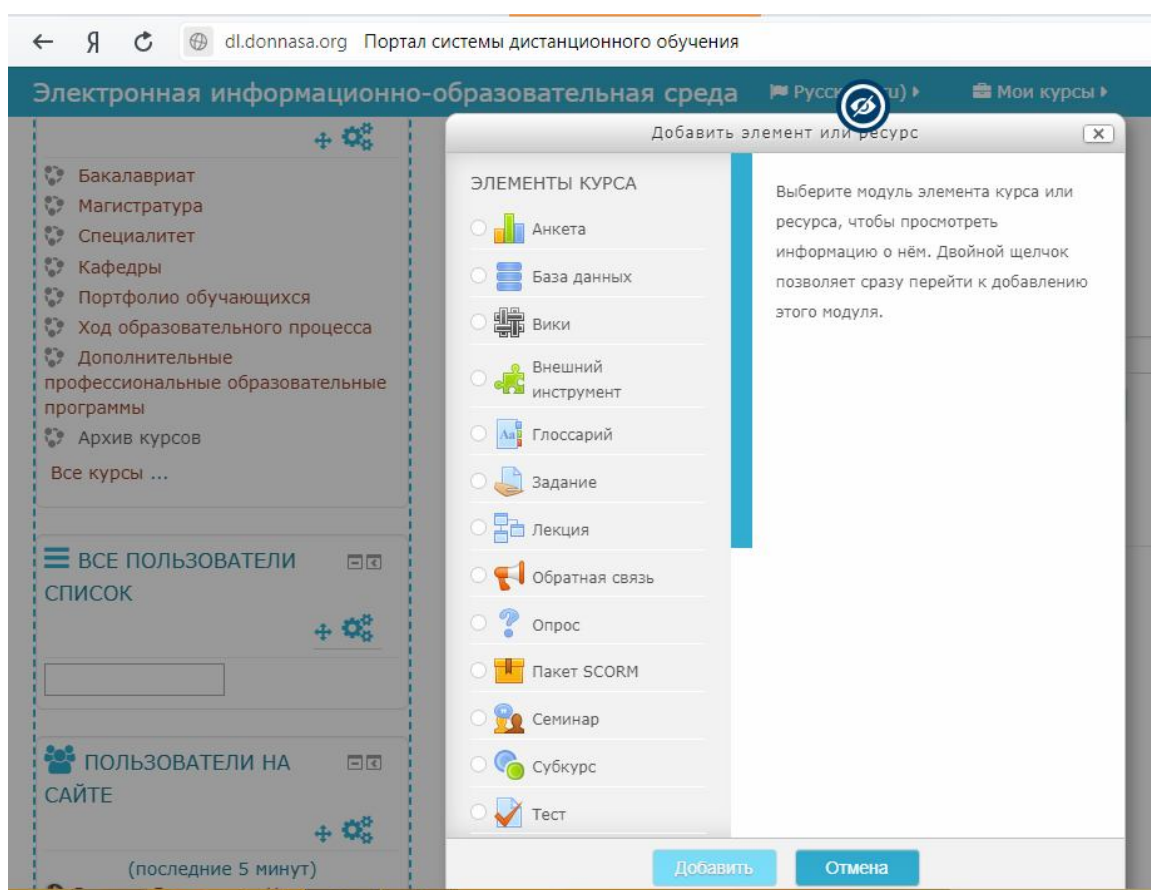 dl.donnasa.org Портал системы дистанционного обучения
Электронная информационно-образовательная среда
Мои курсы
Бакалавриат
Магистратура
Специалитет
Кафедры
Портфолио обучающихся
Ход образовательного процесса
Дополнительные
профессиональные образовательные
программы
Архив курсов
Все курсы ...
ВСЕ ПОЛЬЗОВАТЕЛИ
СПИСОК
ПОЛЬЗОВАТЕЛИ НА
САЙТЕ
(последние 5 минут)
Добавить элемент или ресурс
ЭЛЕМЕНТЫ КУРСА
Анкета
База данных
Вики
Внешний
инструмент
Глоссарий
Задание
Лекция
Обратная связь
Опрос
Пакет SCORM
Семинар
Субкурс
Тест
Выберите модуль элемента курса или
ресурса, чтобы просмотреть
информацию о нём. Двойной щелчок
позволяет сразу перейти к добавлению
этого модуля.
Добавить
Отмена